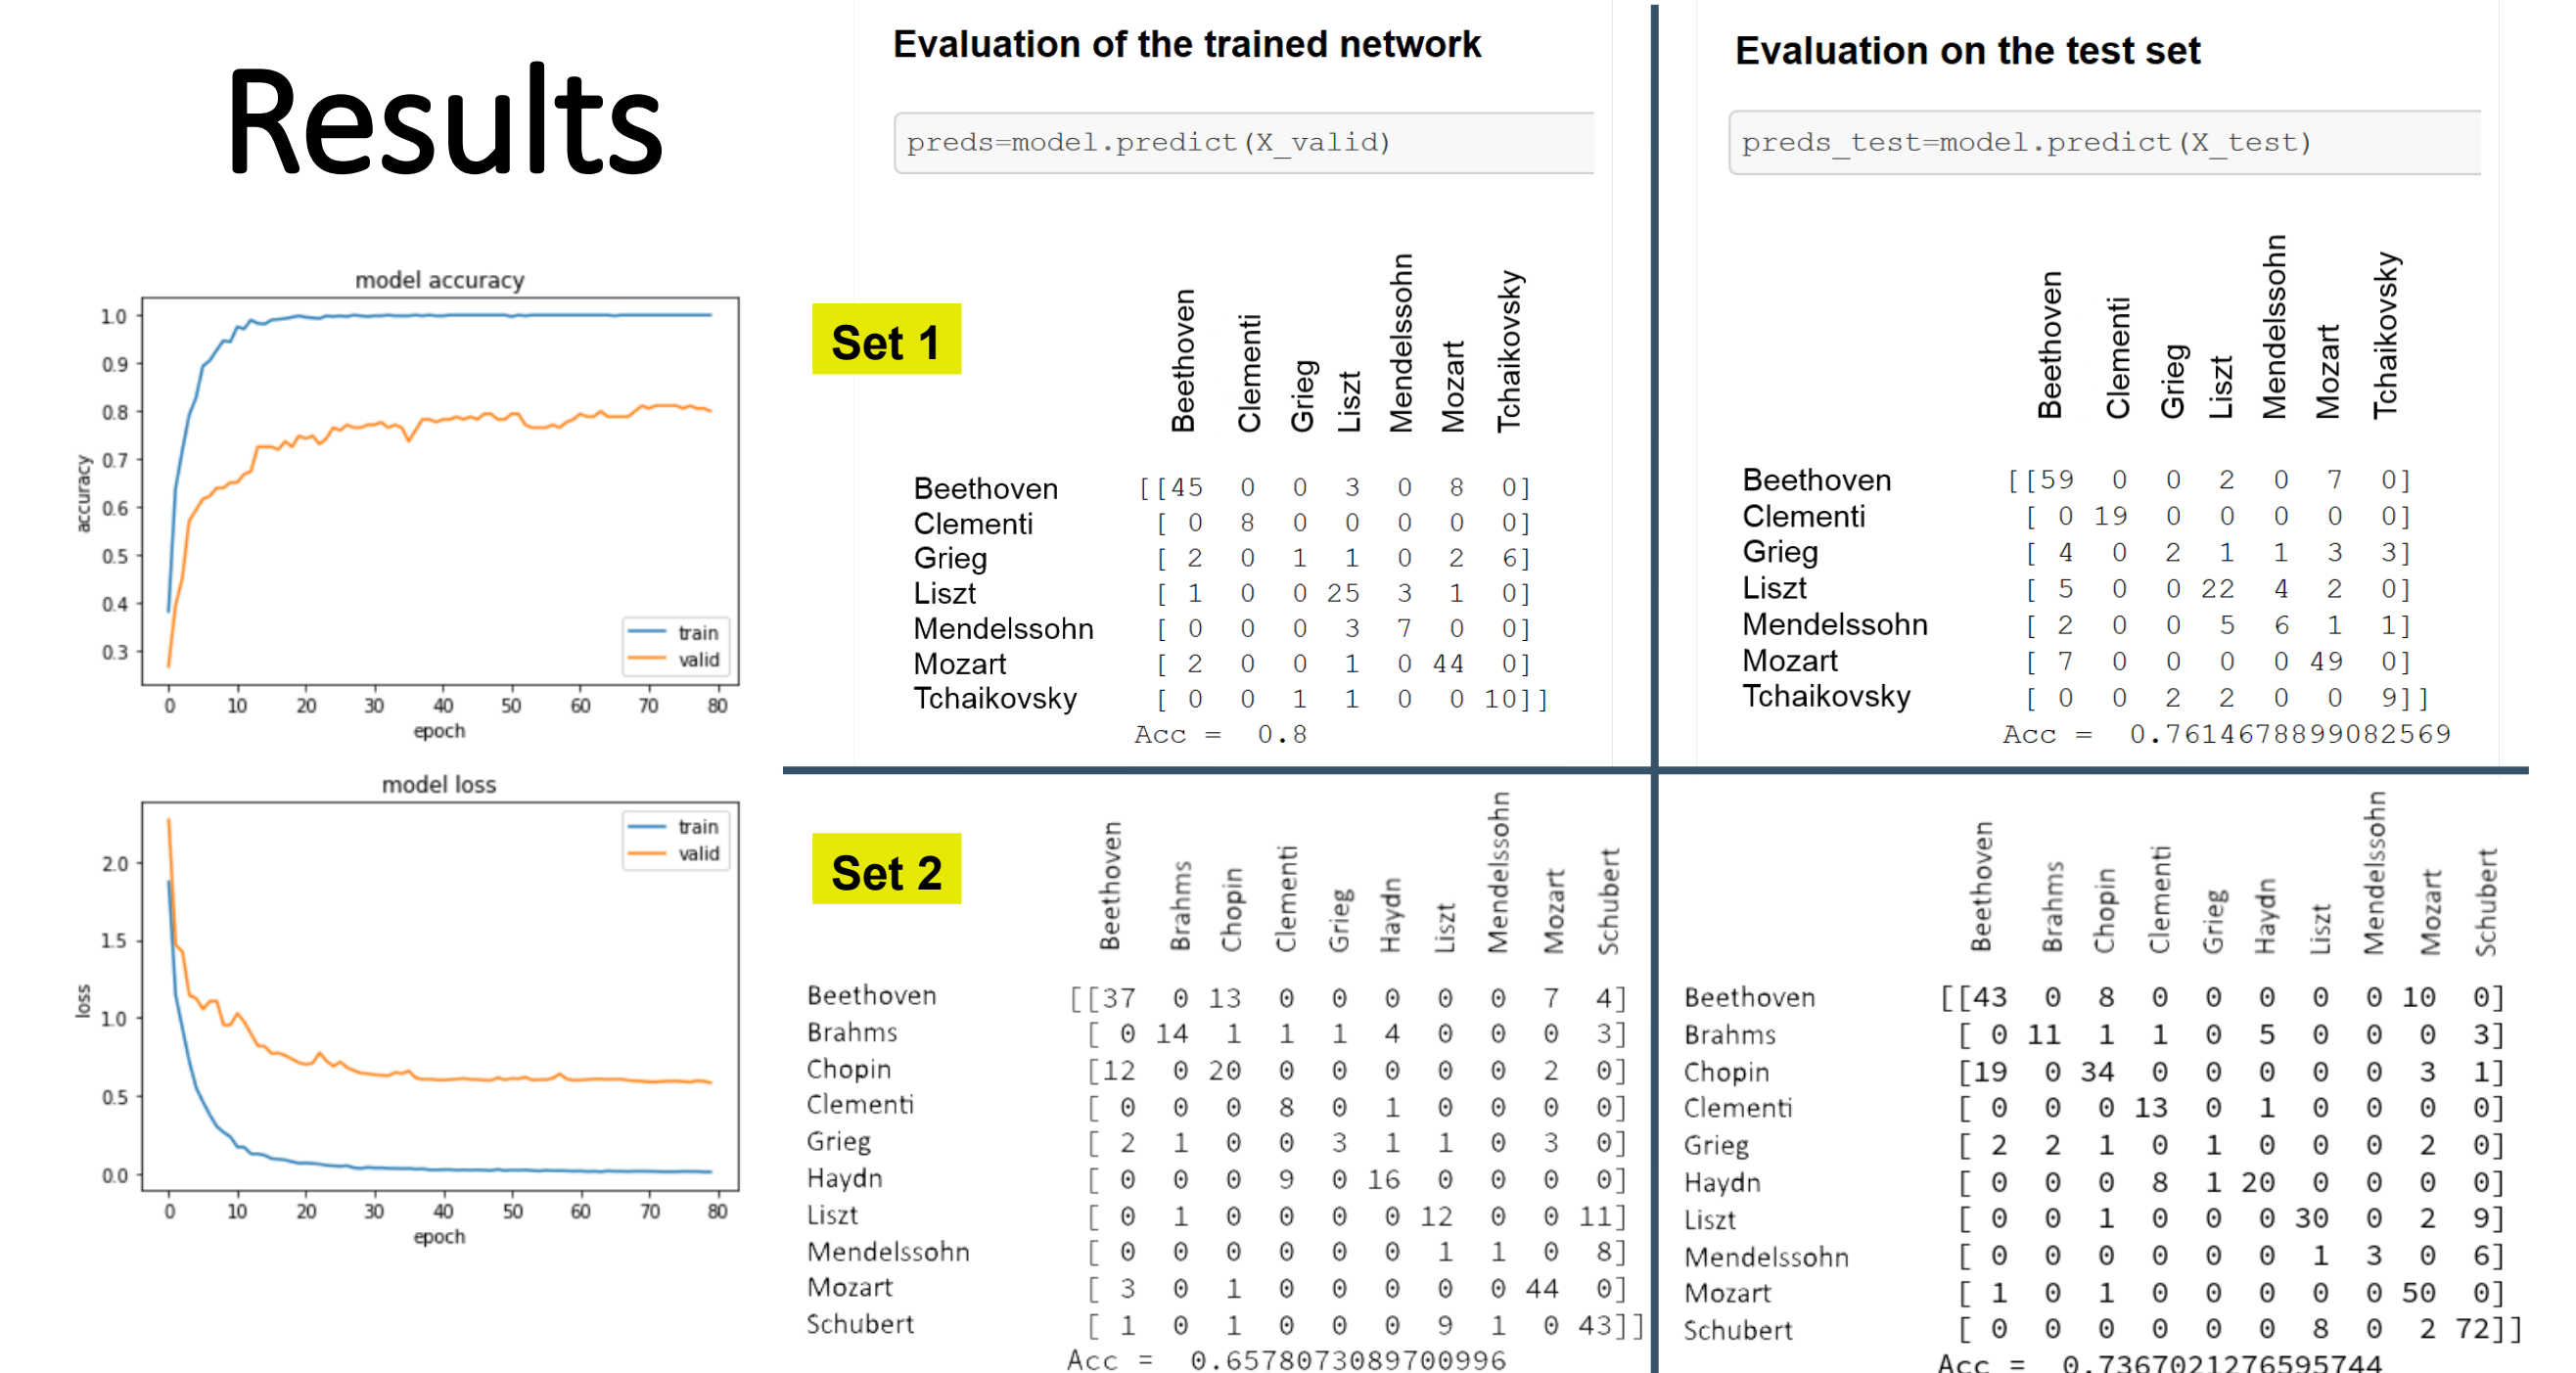 Results
model accuracy
accuracy
1.0
0.9
0.8
0.7
0.6
0.5
0.4
0.3
train
valid
0 10 20 30 40 50 60 70 80
epoch
model loss
loss
2.0
1.5
1.0
0.5
0.0
train
valid
0 10 20 30 40 50 60 70 80
epoch
Evaluation of the trained network
preds=model.predict(X_valid)
Set 1
Beethoven Clementi Grieg Liszt Mendelssohn Mozart Tchaikovsky
Beethoven [[45 0 0 3 0 8 0]
Clementi [ 0 8 0 0 0 0 0]
Grieg [ 2 0 1 1 0 2 6]
Liszt [ 1 0 0 25 3 1 0]
Mendelssohn [ 0 0 0 3 7 0 0]
Mozart [ 2 0 0 1 0 44 0]
Tchaikovsky [ 0 0 1 1 0 0 10]]
Acc = 0.8
Evaluation on the test set
preds_test=model.predict(X_test)
Beethoven Clementi Grieg Liszt Mendelssohn Mozart Tchaikovsky
Beethoven [[59 0 0 2 0 7 0]
Clementi [ 0 19 0 0 0 0 0]
Grieg [ 4 0 2 1 1 3 3]
Liszt [ 5 0 0 22 4 2 0]
Mendelssohn [ 2 0 0 5 6 1 1]
Mozart [ 7 0 0 0 0 49 0]
Tchaikovsky [ 0 0 2 2 0 0 9]]
Acc = 0.7614678899082569
Set 2
Beethoven Brahms Chopin Clementi Grieg Haydn Liszt Mendelssohn Mozart Schubert
Beethoven [[37 0 13 0 0 0 0 0 7 4]
Brahms [ 0 14 1 1 1 4 0 0 0 3]
Chopin [12 0 20 0 0 0 0 0 2 0]
Clementi [ 0 0 0 8 0 1 0 0 0 0]
Grieg [ 2 1 0 0 3 1 1 0 3 0]
Haydn [ 0 0 0 9 0 16 0 0 0 0]
Liszt [ 0 1 0 0 0 0 12 0 0 11]
Mendelssohn [ 0 0 0 0 0 0 1 1 0 8]
Mozart [ 3 0 1 0 0 0 0 0 44 0]
Schubert [ 1 0 1 0 0 0 9 1 0 43]]
Acc = 0.6578073089700996
Beethoven Brahms Chopin Clementi Grieg Haydn Liszt Mendelssohn Mozart Schubert
Beethoven [[43 0 8 0 0 0 0 0 10 0]
Brahms [ 0 11 1 1 0 5 0 0 0 3]
Chopin [19 0 34 0 0 0 0 0 3 1]
Clementi [ 0 0 0 13 0 1 0 0 0 0]
Grieg [ 2 2 1 0 1 0 0 0 2 0]
Haydn [ 0 0 0 8 1 20 0 0 0 0]
Liszt [ 0 0 1 0 0 0 30 0 2 9]
Mendelssohn [ 0 0 0 0 0 0 1 3 0 6]
Mozart [ 1 0 1 0 0 0 0 0 50 0]
Schubert [ 0 0 0 0 0 0 8 0 2 72]]
Acc = 0.7367021276595744